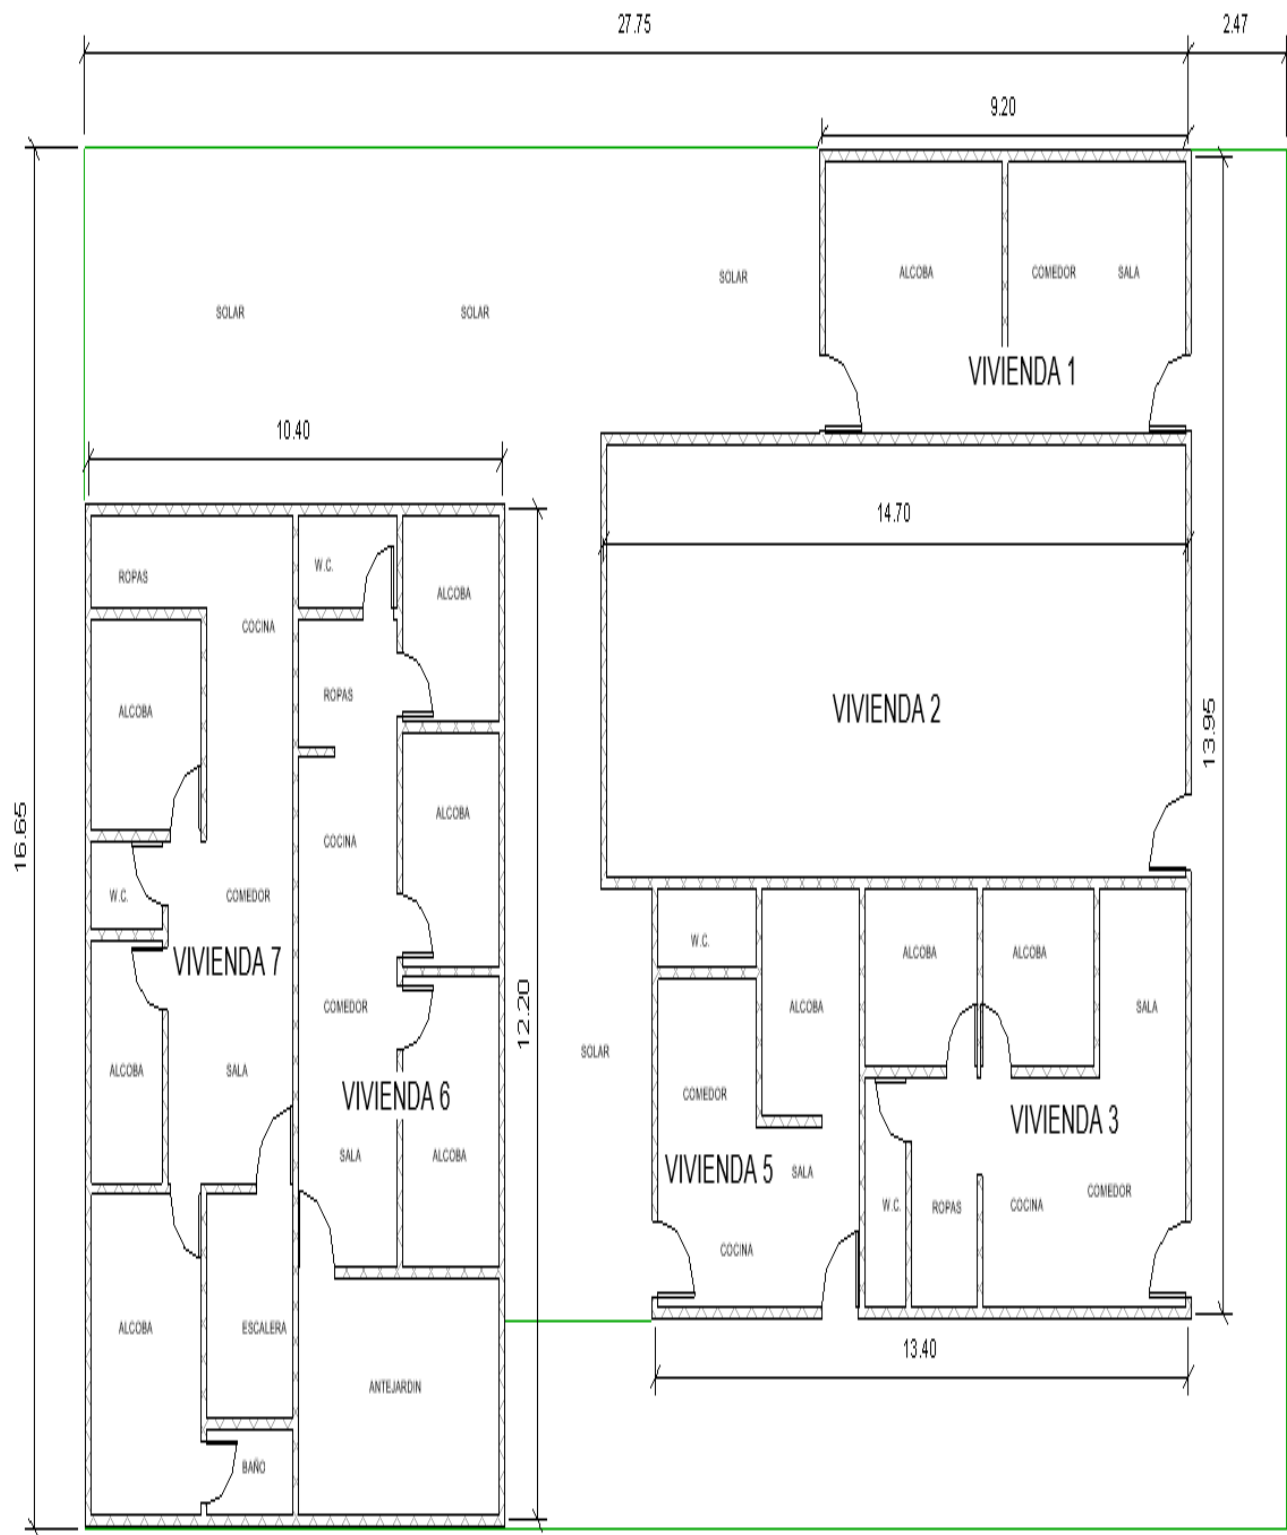 27.75
2.47
9.20
ALCOBA
COMEDOR
SALA
SOLAR
SOLAR
SOLAR
VIVIENDA 1
10.40
14.70
W.C.
ROPAS
ALCOBA
COCINA
ROPAS
ALCOBA
VIVIENDA 2
13.95
ALCOBA
COCINA
16.65
W.C.
COMEDOR
W.C.
ALCOBA
ALCOBA
VIVIENDA 7
COMEDOR
ALCOBA
SALA
12.20
SOLAR
ALCOBA
SALA
COMEDOR
VIVIENDA 6
VIVIENDA 3
SALA
ALCOBA
VIVIENDA 5
SALA
COMEDOR
W.C.
ROPAS
COCINA
COCINA
ALCOBA
ESCALERA
13.40
ANTEJARDIN
BAÑO